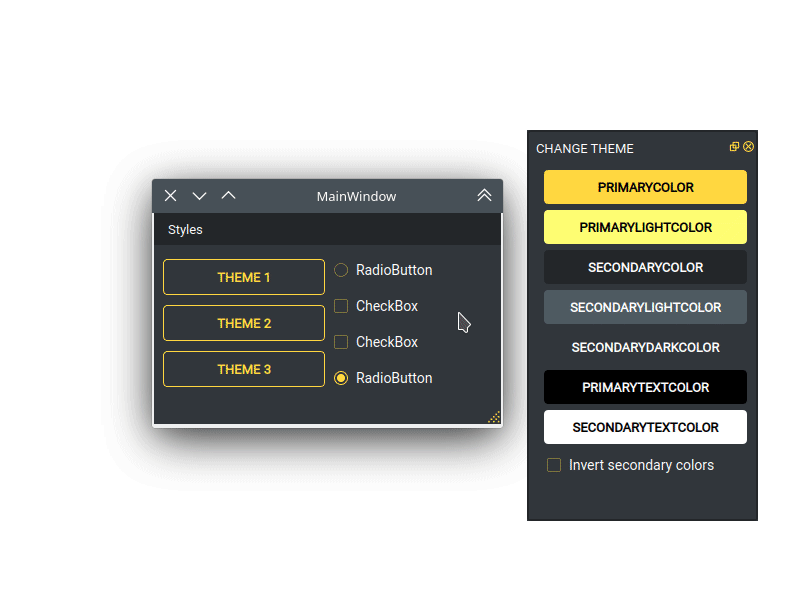 MainWindow
Styles
THEME 1
THEME 2
THEME 3
RadioButton
CheckBox
CheckBox
RadioButton
CHANGE THEME
PRIMARYCOLOR
PRIMARYLIGHTCOLOR
SECONDARYCOLOR
SECONDARYLIGHTCOLOR
SECONDARYDARKCOLOR
PRIMARYTEXTCOLOR
SECONDARYTEXTCOLOR
Invert secondary colors